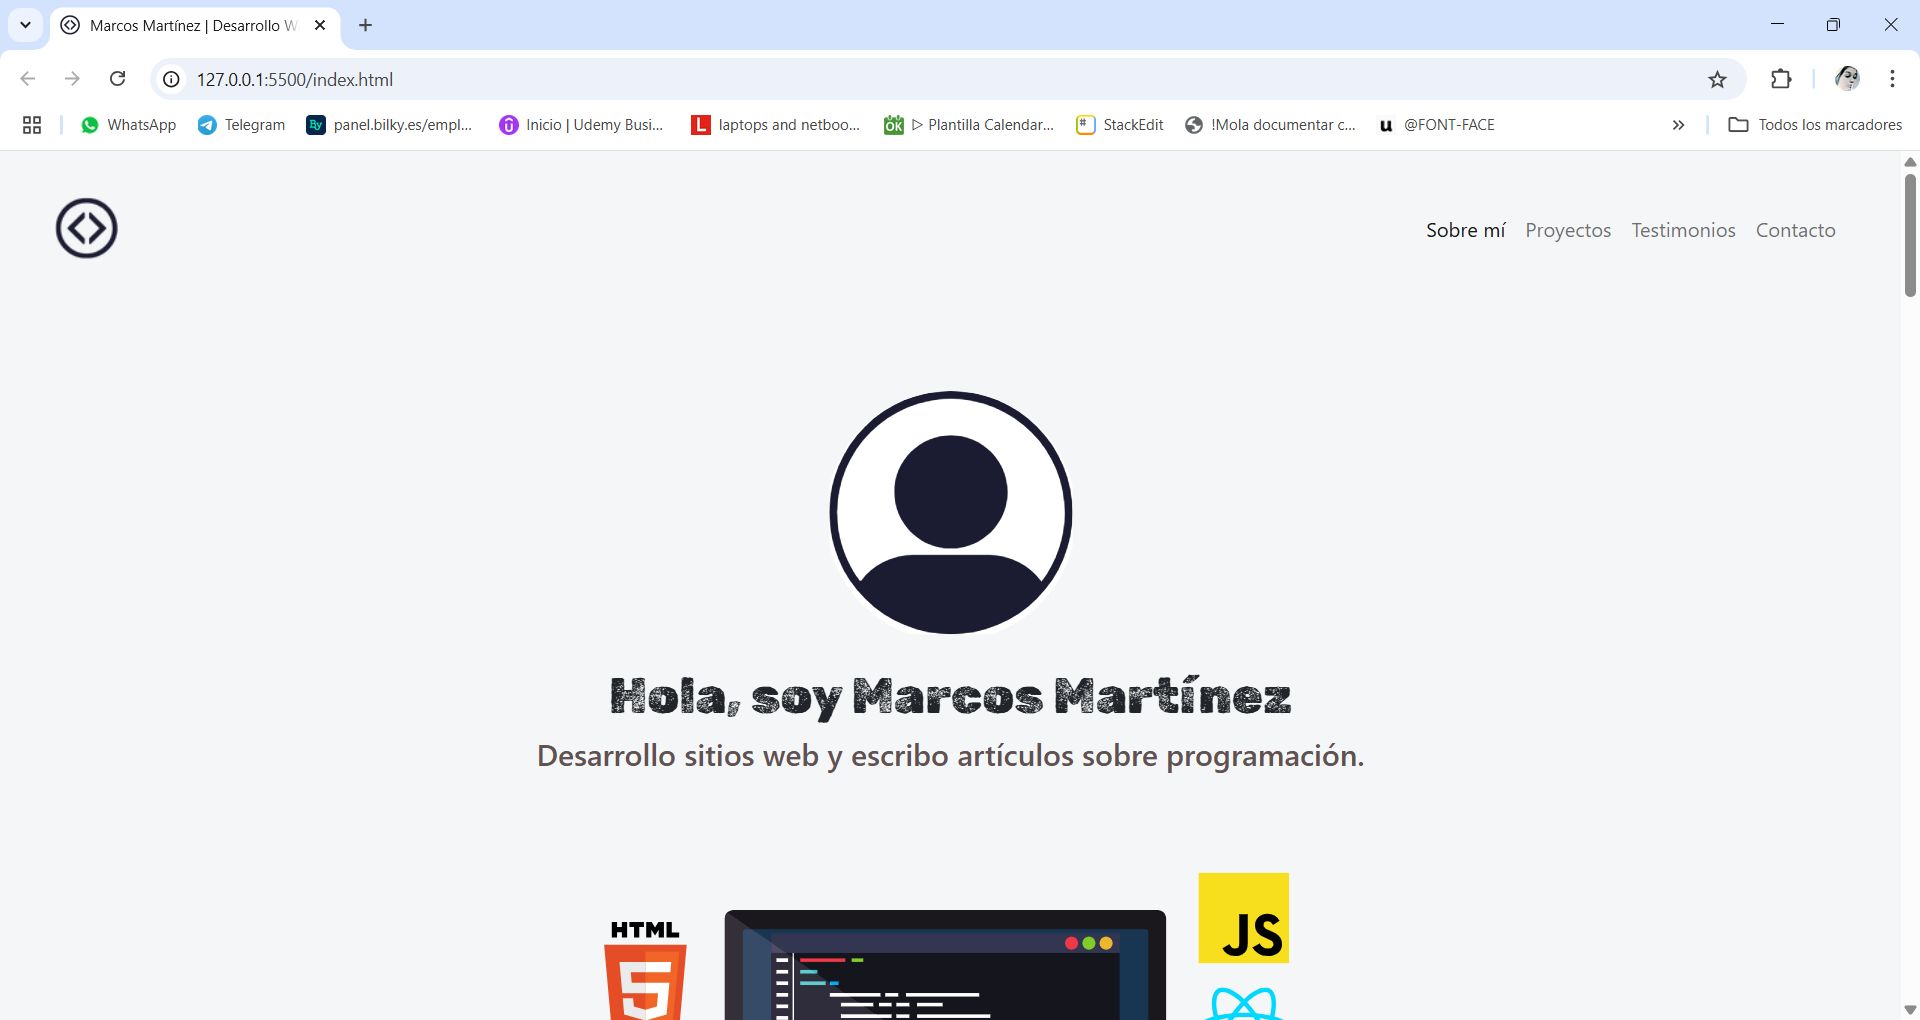 Marcos Martínez | Desarrollo W
127.0.0.1:5500/index.html
WhatsApp
Telegram
By
panel.bilky.es/empl...
Inicio | Udemy Busi...
L
laptops and netboo...
OK
▷ Plantilla Calendar...
#
StackEdit
!Mola documentar c...
u
@FONT-FACE
»
Todos los marcadores
Sobre mí
Proyectos
Testimonios
Contacto
Hola, soy Marcos Martínez
Desarrollo sitios web y escribo artículos sobre programación.
HTML
5
JS